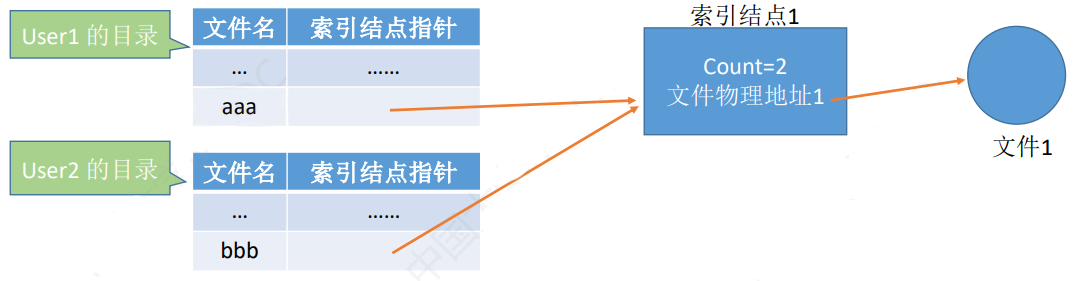 User1 的目录
文件名 索引结点指针
... ......
aaa
User2 的目录
文件名 索引结点指针
... ......
bbb
索引结点1
Count=2
文件物理地址1
文件1